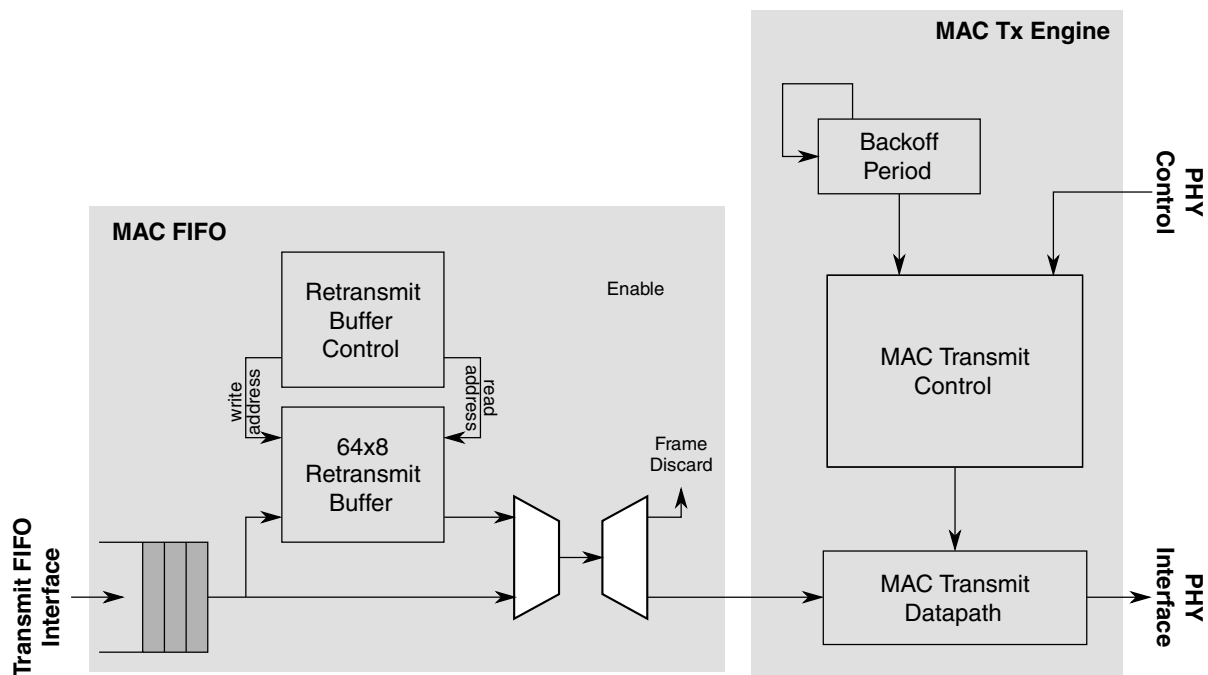 MAC Tx Engine
Backoff
Period
PHY
Control
MAC FIFO
Retransmit
Buffer
Control
Enable
MAC Transmit
Control
write
address
read
address
64x8
Retransmit
Buffer
Frame
Discard
Transmit FIFO
Interface
MAC Transmit
Datapath
PHY
Interface